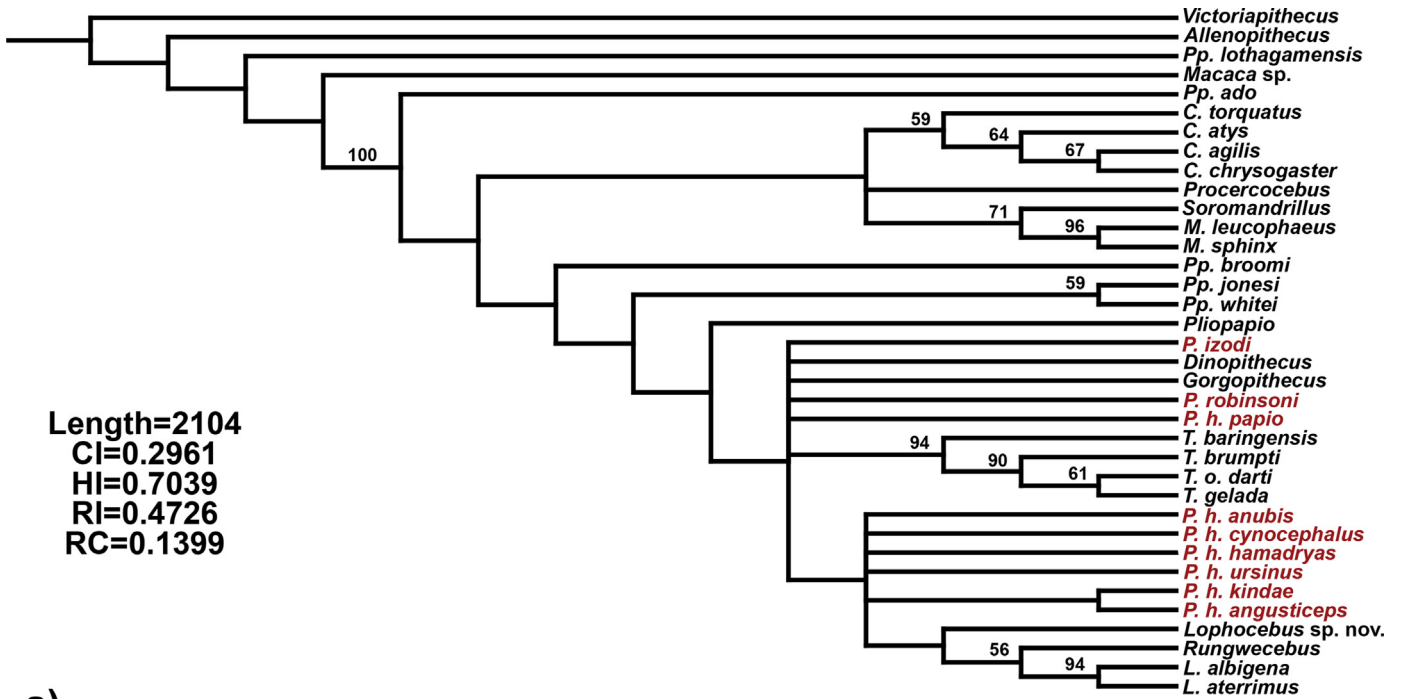 Victoriapithecus
Allenopithecus
Pp. lothagamensis
Macaca sp.
Pp. ado
100
59
C. torquatus
64
C. atys
67
C. agilis
C. chrysogaster
Procercocebus
71
Soromandrillus
96
M. leucophaeus
M. sphinx
Pp. broomi
59
Pp. jonesi
Pp. whitei
Pliopapio
P. izodi
Dinopithecus
Gorgopithecus
P. robinsoni
P. h. papio
94
T. baringensis
90
T. brumpti
61
T. o. darti
T. gelada
P. h. anubis
P. h. cynocephalus
P. h. hamadryas
P. h. ursinus
P. h. kindae
P. h. angusticeps
Lophocebus sp. nov.
56
Rungwecebus
94
L. albigena
L. aterrimus
Length=2104
CI=0.2961
HI=0.7039
RI=0.4726
RC=0.1399